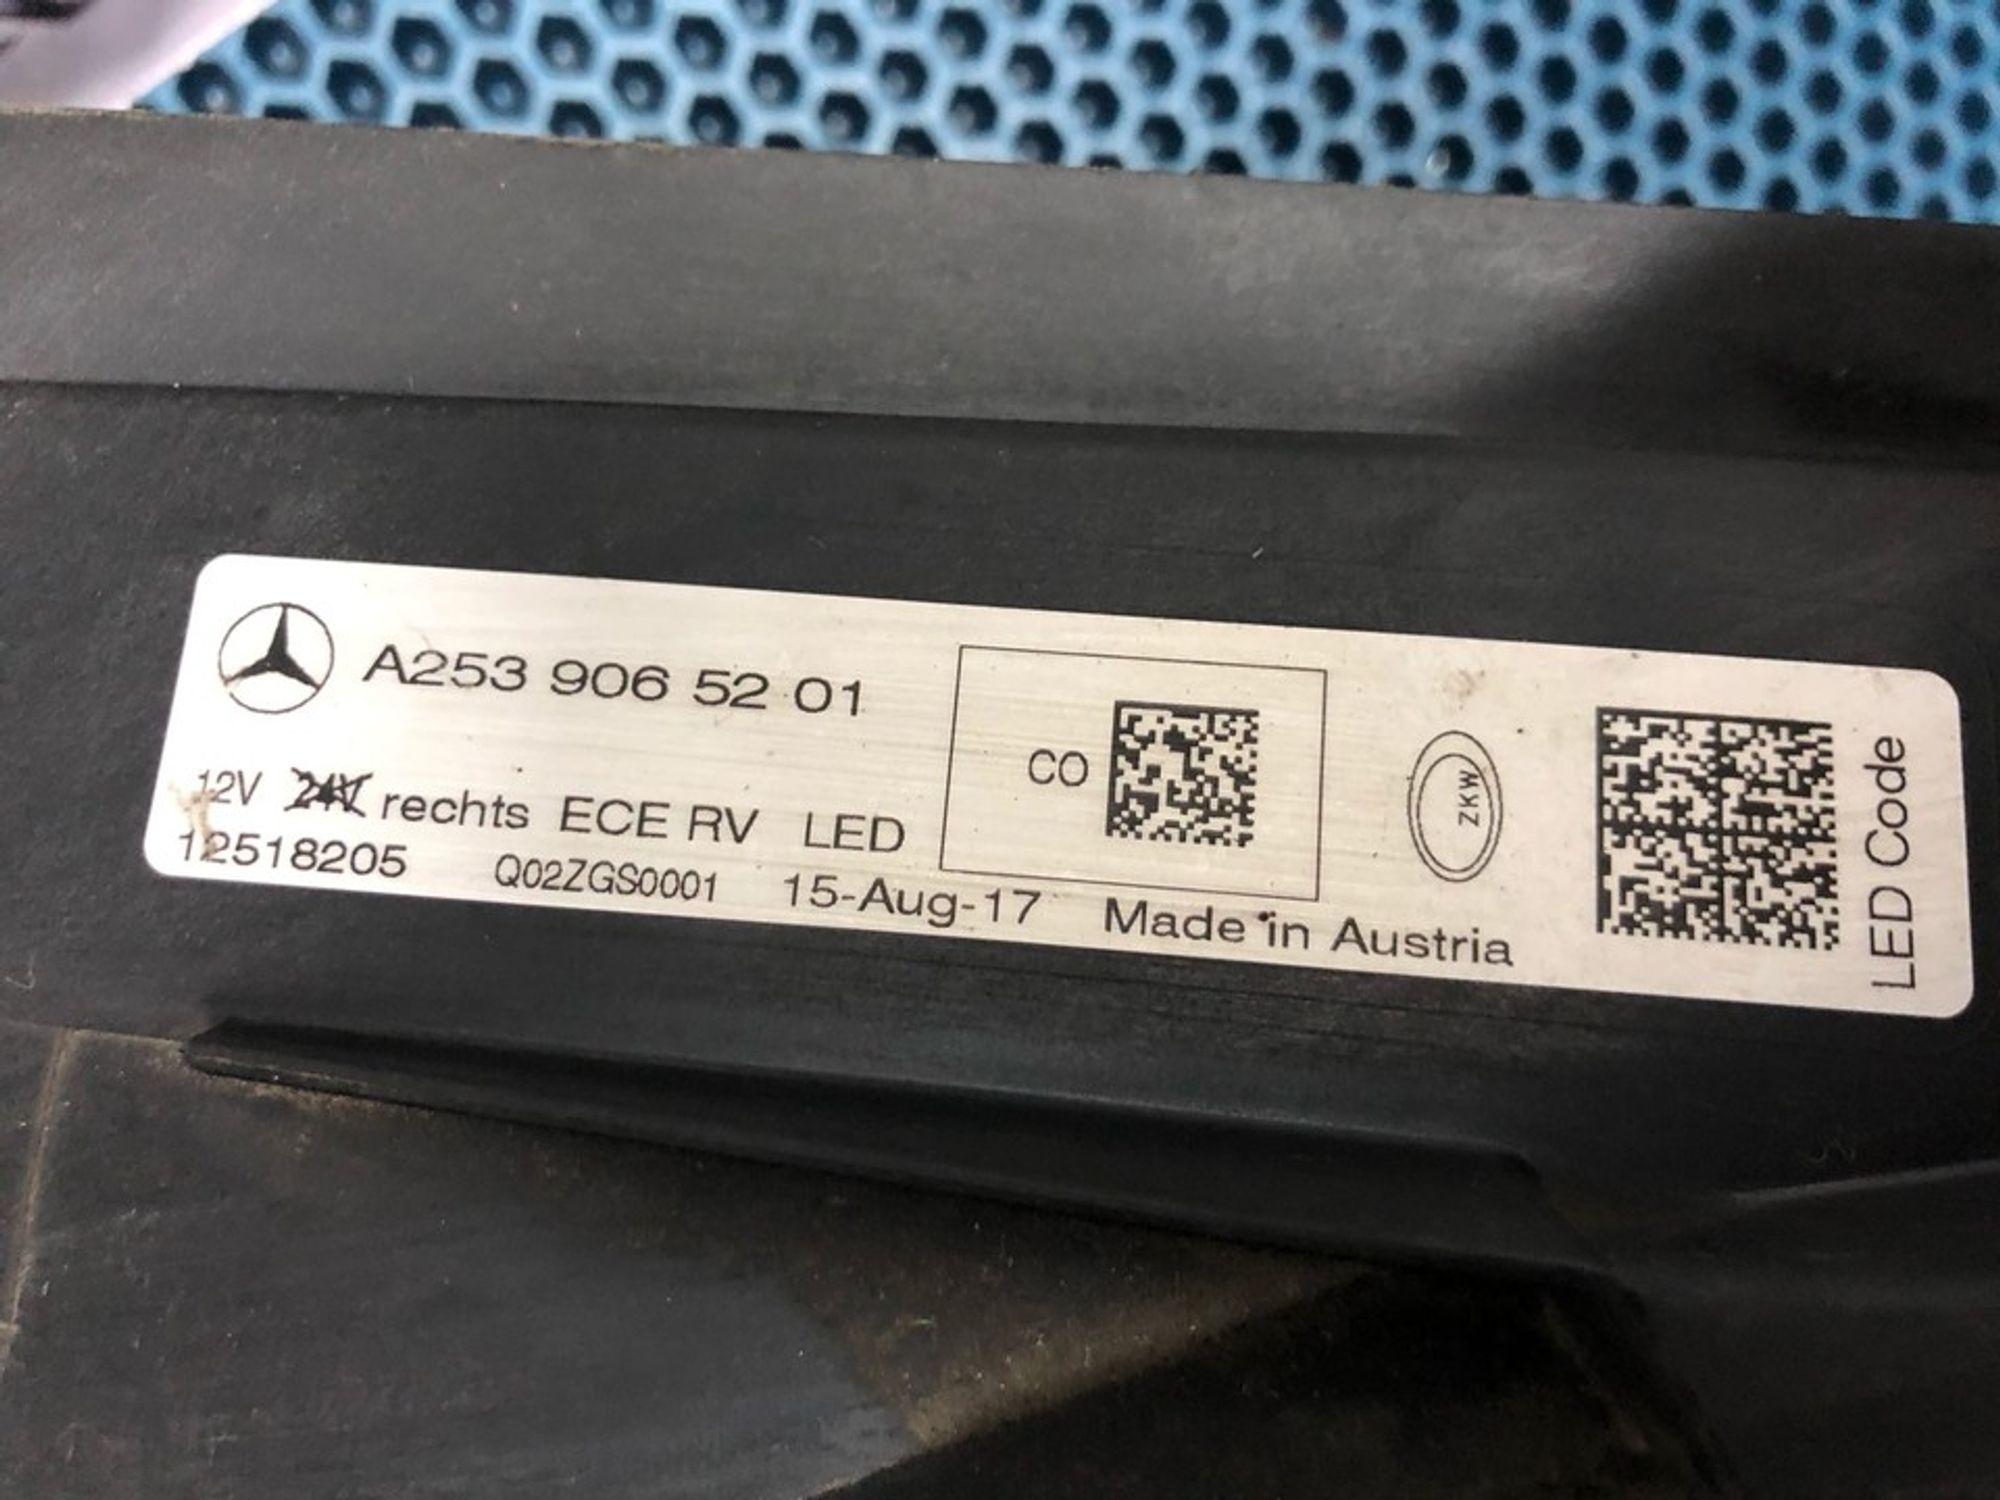 A253 906 52 01
12V 24V rechts ECE RV LED
12518205 Q02ZGS0001 15-Aug-17 Made in Austria
CO
ZKW
LED Code